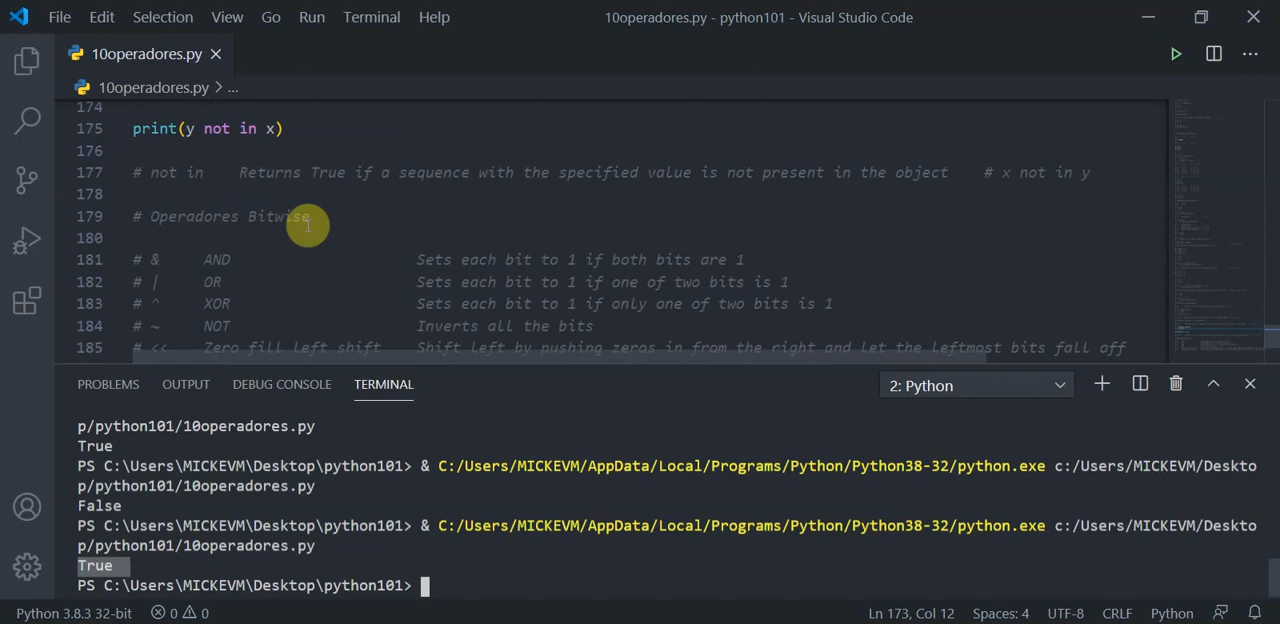 File Edit Selection View Go Run Terminal Help 10operadores.py - python101 - Visual Studio Code
10operadores.py
10operadores.py > ...
174
175 print(y not in x)
176
177 # not in Returns True if a sequence with the specified value is not present in the object # x not in y
178
179 # Operadores Bitwise
180
181 # & AND Sets each bit to 1 if both bits are 1
182 # | OR Sets each bit to 1 if one of two bits is 1
183 # ^ XOR Sets each bit to 1 if only one of two bits is 1
184 # ~ NOT Inverts all the bits
185 # << Zero fill left shift Shift left by pushing zeros in from the right and let the leftmost bits fall off
PROBLEMS OUTPUT DEBUG CONSOLE TERMINAL 2: Python
p/python101/10operadores.py
True
PS C:\Users\MICKEVM\Desktop\python101> & C:/Users/MICKEVM/AppData/Local/Programs/Python/Python38-32/python.exe c:/Users/MICKEVM/Deskto
p/python101/10operadores.py
False
PS C:\Users\MICKEVM\Desktop\python101> & C:/Users/MICKEVM/AppData/Local/Programs/Python/Python38-32/python.exe c:/Users/MICKEVM/Deskto
p/python101/10operadores.py
True
PS C:\Users\MICKEVM\Desktop\python101>
Python 3.8.3 32-bit 0 0 Ln 173, Col 12 Spaces: 4 UTF-8 CRLF Python